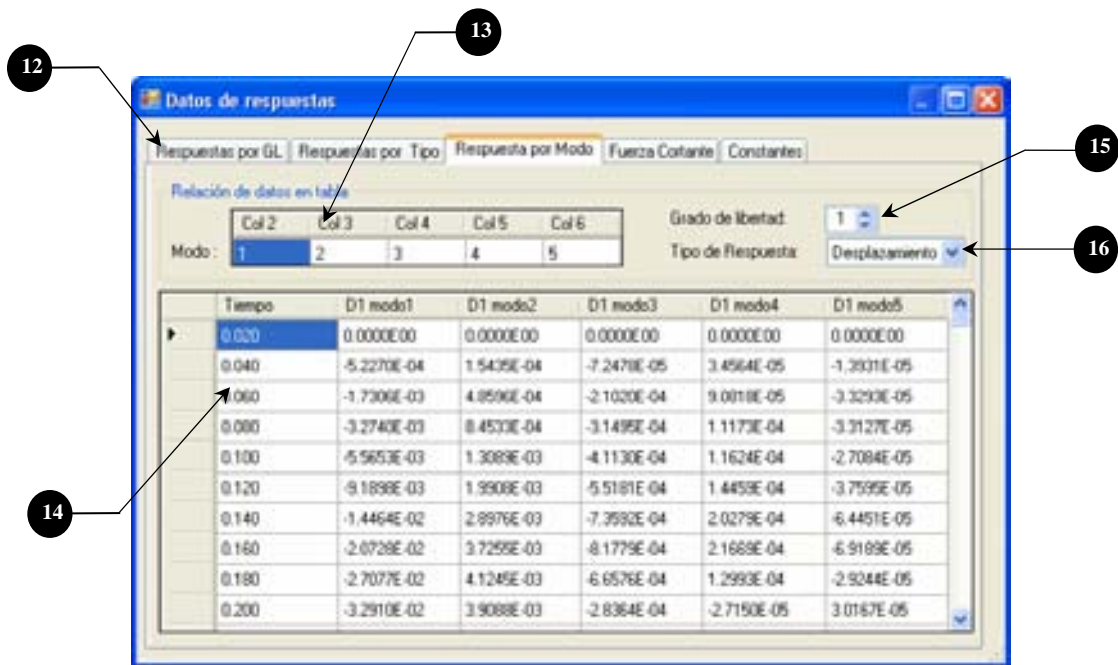 13
12
Datos de respuestas
15
Respuestas por GL Respuestas por Tipo Respuesta por Modo Fuerza Cortante Constantes
Relación de datos en tabla
Col 2 Col 3 Col 4 Col 5 Col 6 Grado de libertad: 1
Modo : 1 2 3 4 5 Tipo de Respuesta: Desplazamiento
16
Tiempo D1 modo1 D1 modo2 D1 modo3 D1 modo4 D1 modo5
0.020 0.0000E00 0.0000E00 0.0000E00 0.0000E00 0.0000E00
0.040 -5.2270E-04 1.5435E-04 -7.2478E-05 3.4564E-05 -1.3931E-05
0.060 -1.7306E-03 4.8596E-04 -2.1020E-04 9.0818E-05 -3.3293E-05
0.080 -3.2740E-03 8.4533E-04 -3.1495E-04 1.1173E-04 -3.3127E-05
0.100 -5.5653E-03 1.3089E-03 -4.1130E-04 1.1624E-04 -2.7084E-05
0.120 -9.1898E-03 1.9908E-03 -5.5181E-04 1.4459E-04 -3.7595E-05
14
0.140 -1.4464E-02 2.8976E-03 -7.3592E-04 2.0279E-04 -6.4451E-05
0.160 -2.0728E-02 3.7255E-03 -8.1779E-04 2.1669E-04 -6.9189E-05
0.180 -2.7077E-02 4.1245E-03 -6.6576E-04 1.2993E-04 -2.9244E-05
0.200 -3.2910E-02 3.9088E-03 -2.8364E-04 -2.7150E-05 3.0167E-05